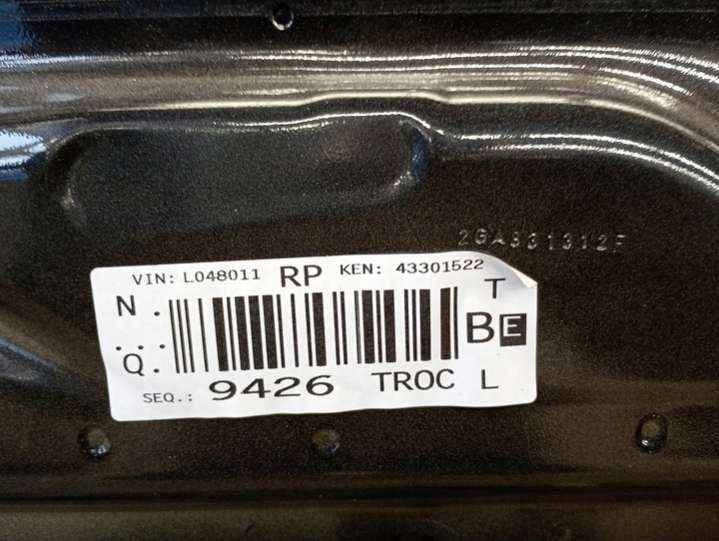 2GA831312F
VIN: L048011 RP KEN: 43301522
N . T
... BE
Q. 
SEQ.: 9426 TROC L